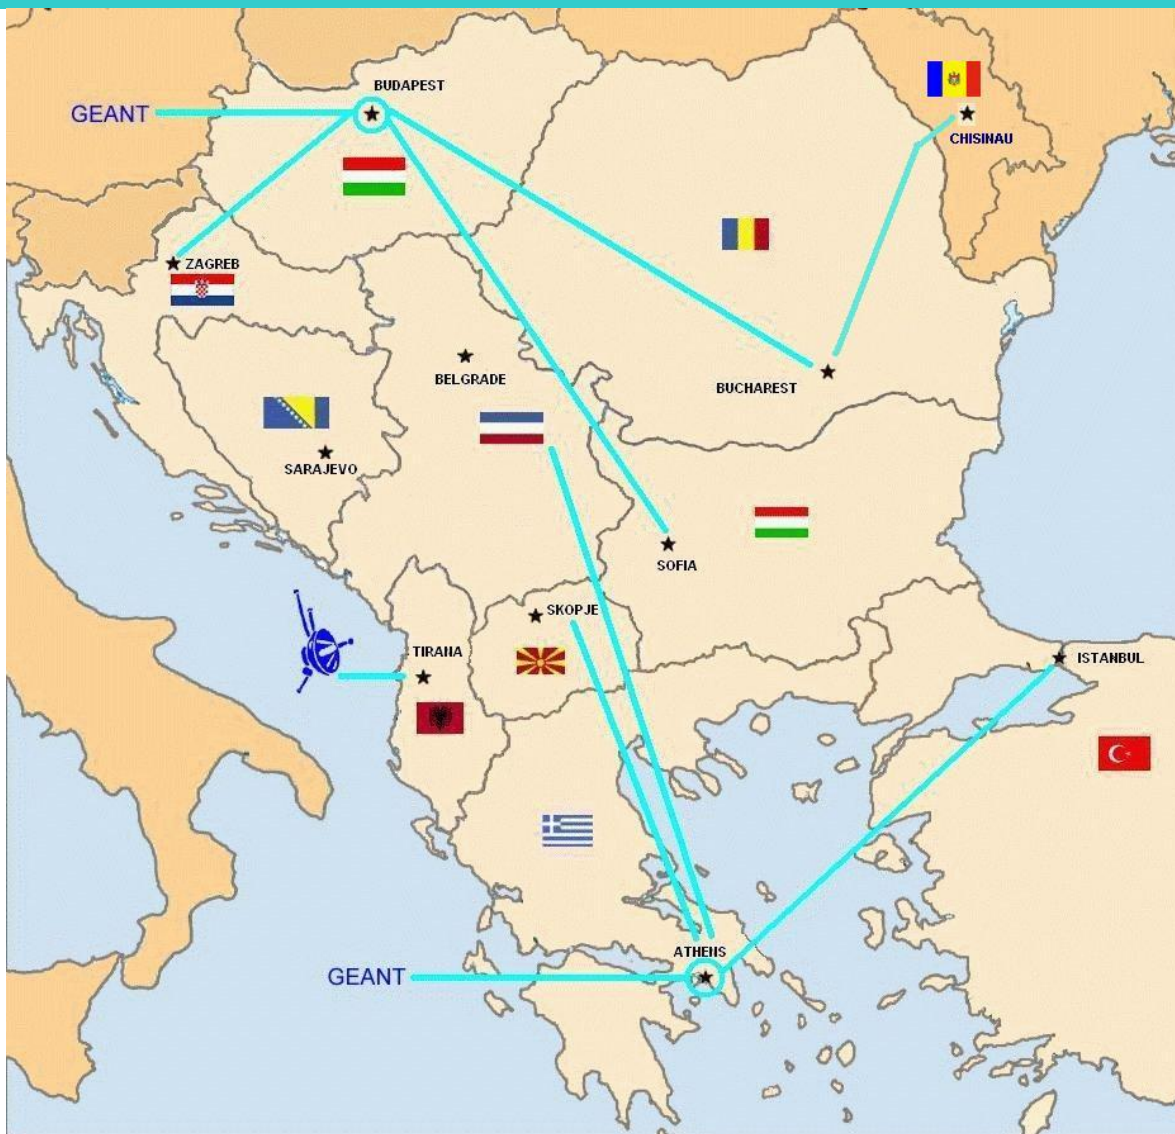 BUDAPEST
GEANT
CHISINAU
ZAGREB
BELGRADE
BUCHAREST
SARAJEVO
SOFIA
SKOPJE
TIRANA
ISTANBUL
ATHENS
GEANT